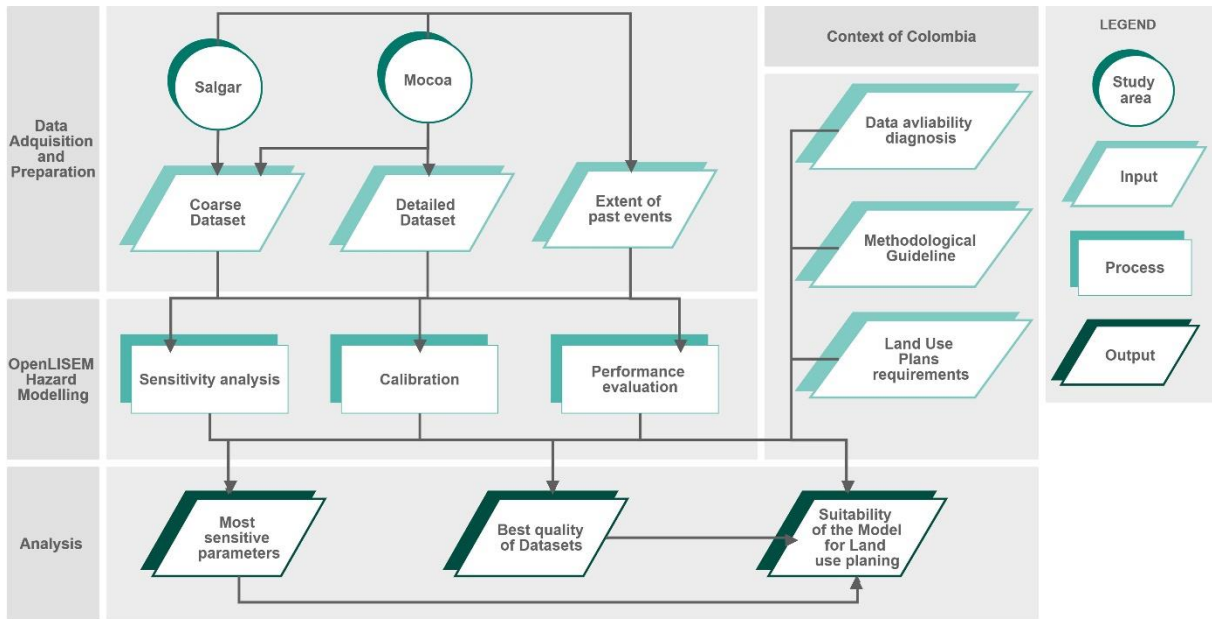 Data
Adquisition
and
Preparation
Salgar
Mocoa
Coarse
Dataset
Detailed
Dataset
Extent of
past events
OpenLISEM
Hazard
Modelling
Sensitivity analysis
Calibration
Performance
evaluation
Analysis
Most
sensitive
parameters
Best quality
of Datasets
Suitability
of the Model
for Land
use planing
Context of Colombia
Data avliability
diagnosis
Methodological
Guideline
Land Use
Plans
requirements
LEGEND
Study
area
Input
Process
Output